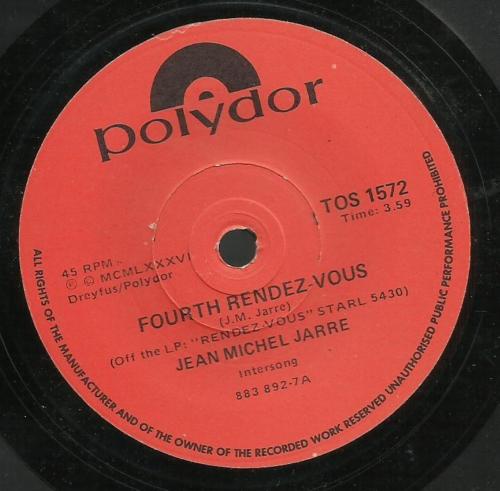 polydor
TOS 1572
Time: 3.59
45 RPM
Ⓟ © MCMLXXXVI
Dreyfus/Polydor
FOURTH RENDEZ-VOUS
(J.M. Jarre)
(Off the LP: "RENDEZ-VOUS" STARL 5430)
JEAN MICHEL JARRE
Intersong
883 892-7A
ALL RIGHTS OF THE MANUFACTURER AND OF THE OWNER OF THE RECORDED WORK RESERVED UNAUTHORISED PUBLIC PERFORMANCE PROHIBITED